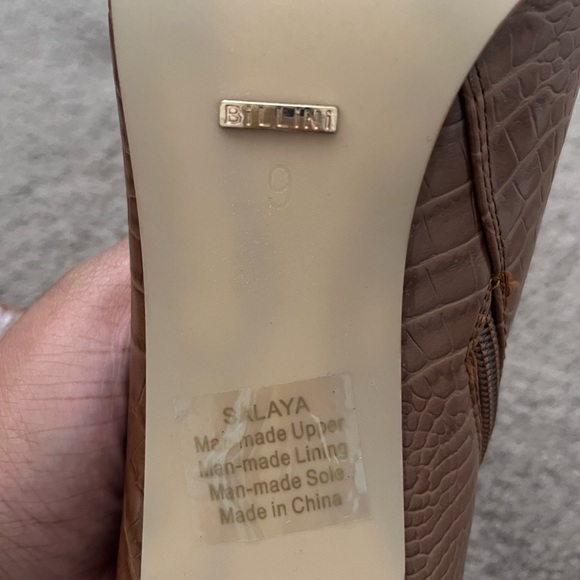 BiLLiNi
9
SALAYA
Man-made Upper
Man-made Lining
Man-made Sole
Made in China